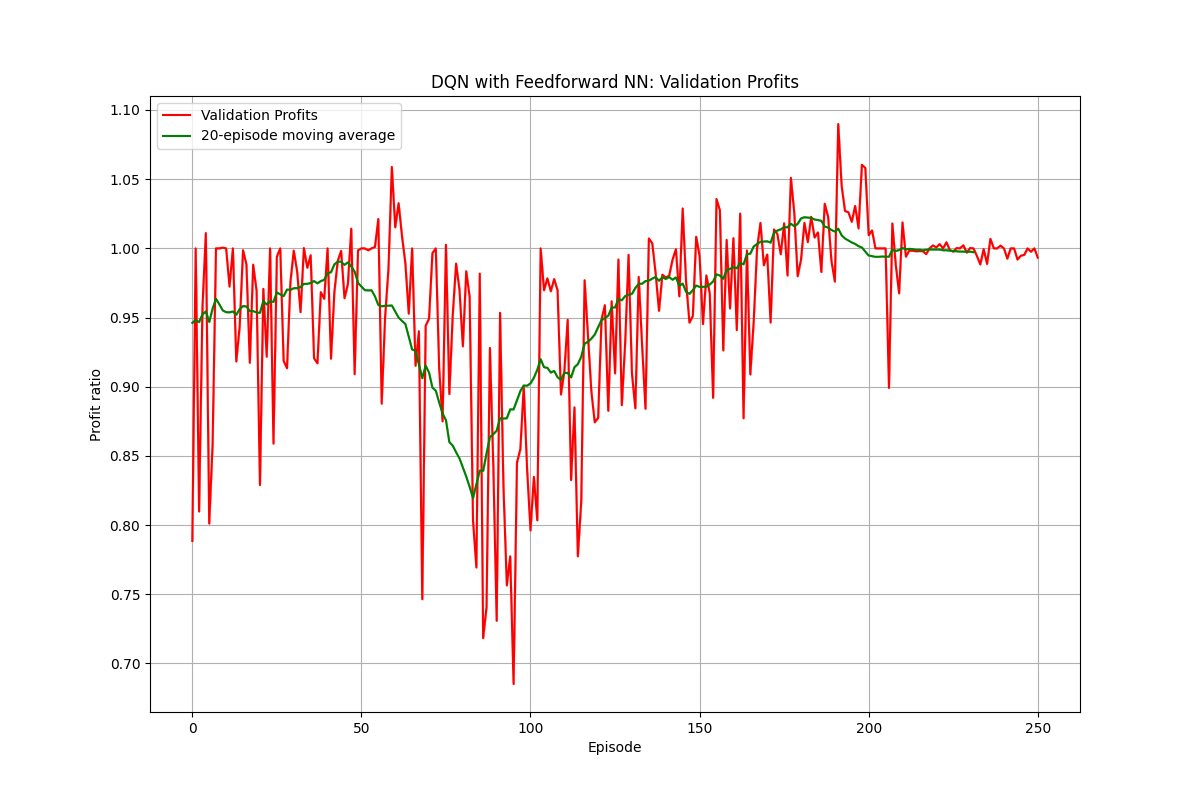 DQN with Feedforward NN: Validation Profits
Validation Profits
20-episode moving average
1.10
1.05
1.00
0.95
0.90
0.85
0.80
0.75
0.70
Profit ratio
0 50 100 150 200 250
Episode